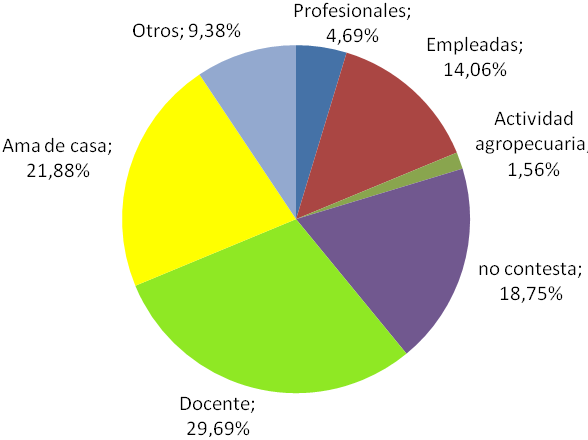 Profesionales;
4,69%
Otros; 9,38%
Empleadas;
14,06%
Actividad
agropecuaria;
1,56%
Ama de casa;
21,88%
no contesta;
18,75%
Docente;
29,69%